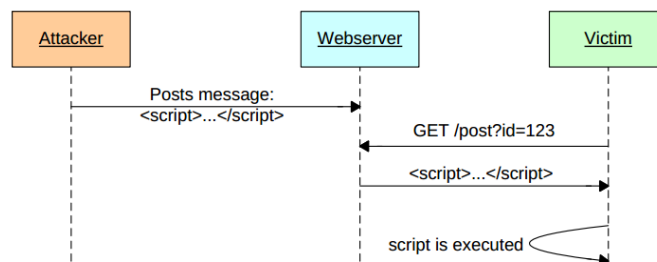 Attacker
Webserver
Victim
Posts message:
<script>...</script>
GET /post?id=123
<script>...</script>
script is executed